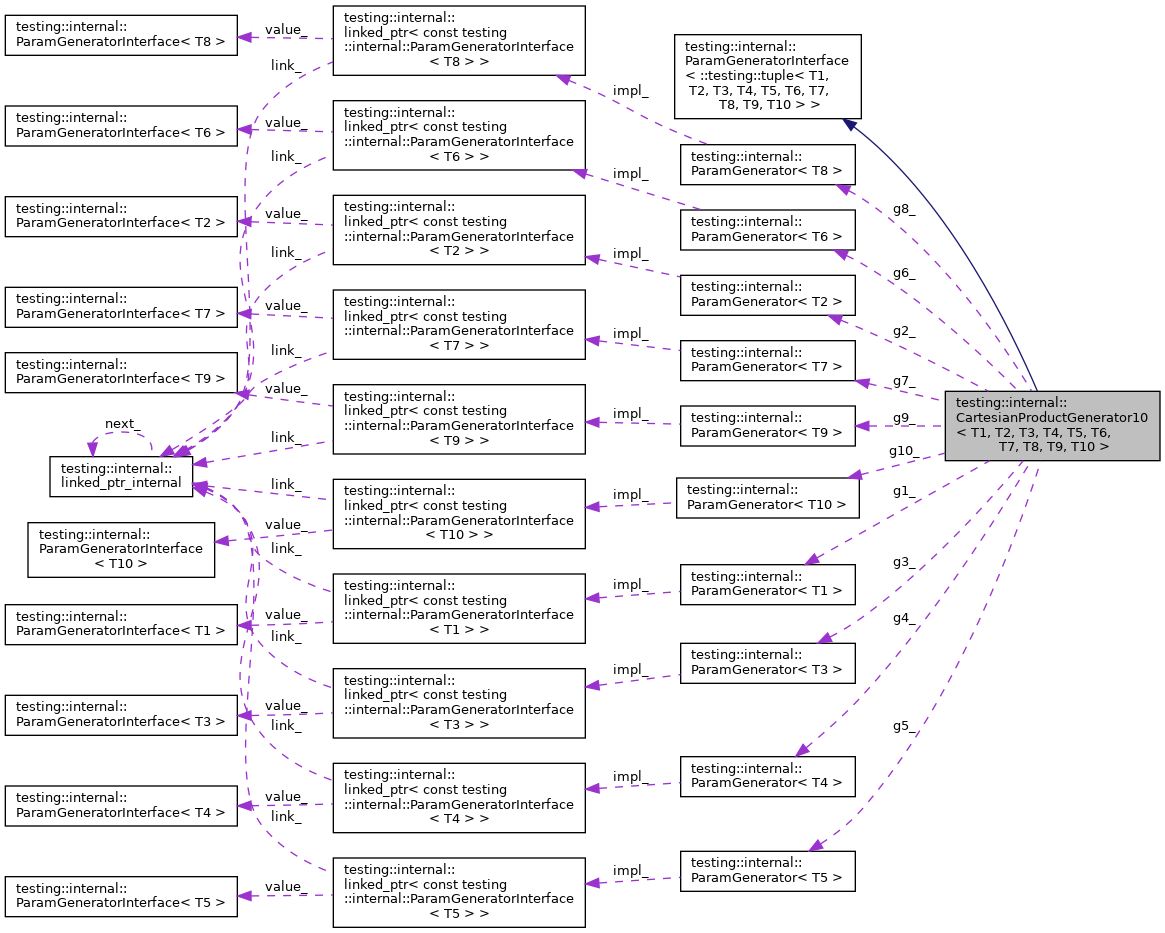 testing::internal::
ParamGeneratorInterface< T8 >
value_
testing::internal::
linked_ptr< const testing
::internal::ParamGeneratorInterface
< T8 > >
link_
testing::internal::
ParamGeneratorInterface
< ::testing::tuple< T1,
T2, T3, T4, T5, T6, T7,
T8, T9, T10 > >
impl_
testing::internal::
ParamGenerator< T8 >
g8_
testing::internal::
ParamGeneratorInterface< T6 >
value_
testing::internal::
linked_ptr< const testing
::internal::ParamGeneratorInterface
< T6 > >
link_
impl_
testing::internal::
ParamGenerator< T6 >
g6_
testing::internal::
ParamGeneratorInterface< T2 >
value_
testing::internal::
linked_ptr< const testing
::internal::ParamGeneratorInterface
< T2 > >
link_
impl_
testing::internal::
ParamGenerator< T2 >
g2_
testing::internal::
ParamGeneratorInterface< T7 >
value_
testing::internal::
linked_ptr< const testing
::internal::ParamGeneratorInterface
< T7 > >
link_
impl_
testing::internal::
ParamGenerator< T7 >
g7_
testing::internal::
ParamGeneratorInterface< T9 >
value_
testing::internal::
linked_ptr< const testing
::internal::ParamGeneratorInterface
< T9 > >
link_
impl_
testing::internal::
ParamGenerator< T9 >
g9_
testing::internal::
CartesianProductGenerator10
< T1, T2, T3, T4, T5, T6,
T7, T8, T9, T10 >
next_
testing::internal::
linked_ptr_internal
link_
testing::internal::
ParamGeneratorInterface
< T10 >
value_
testing::internal::
linked_ptr< const testing
::internal::ParamGeneratorInterface
< T10 > >
impl_
testing::internal::
ParamGenerator< T10 >
g10_
link_
testing::internal::
ParamGeneratorInterface< T1 >
value_
testing::internal::
linked_ptr< const testing
::internal::ParamGeneratorInterface
< T1 > >
impl_
testing::internal::
ParamGenerator< T1 >
g1_
link_
testing::internal::
ParamGeneratorInterface< T3 >
value_
testing::internal::
linked_ptr< const testing
::internal::ParamGeneratorInterface
< T3 > >
impl_
testing::internal::
ParamGenerator< T3 >
g3_
link_
testing::internal::
ParamGeneratorInterface< T4 >
value_
testing::internal::
linked_ptr< const testing
::internal::ParamGeneratorInterface
< T4 > >
impl_
testing::internal::
ParamGenerator< T4 >
g4_
link_
testing::internal::
ParamGeneratorInterface< T5 >
value_
testing::internal::
linked_ptr< const testing
::internal::ParamGeneratorInterface
< T5 > >
impl_
testing::internal::
ParamGenerator< T5 >
g5_